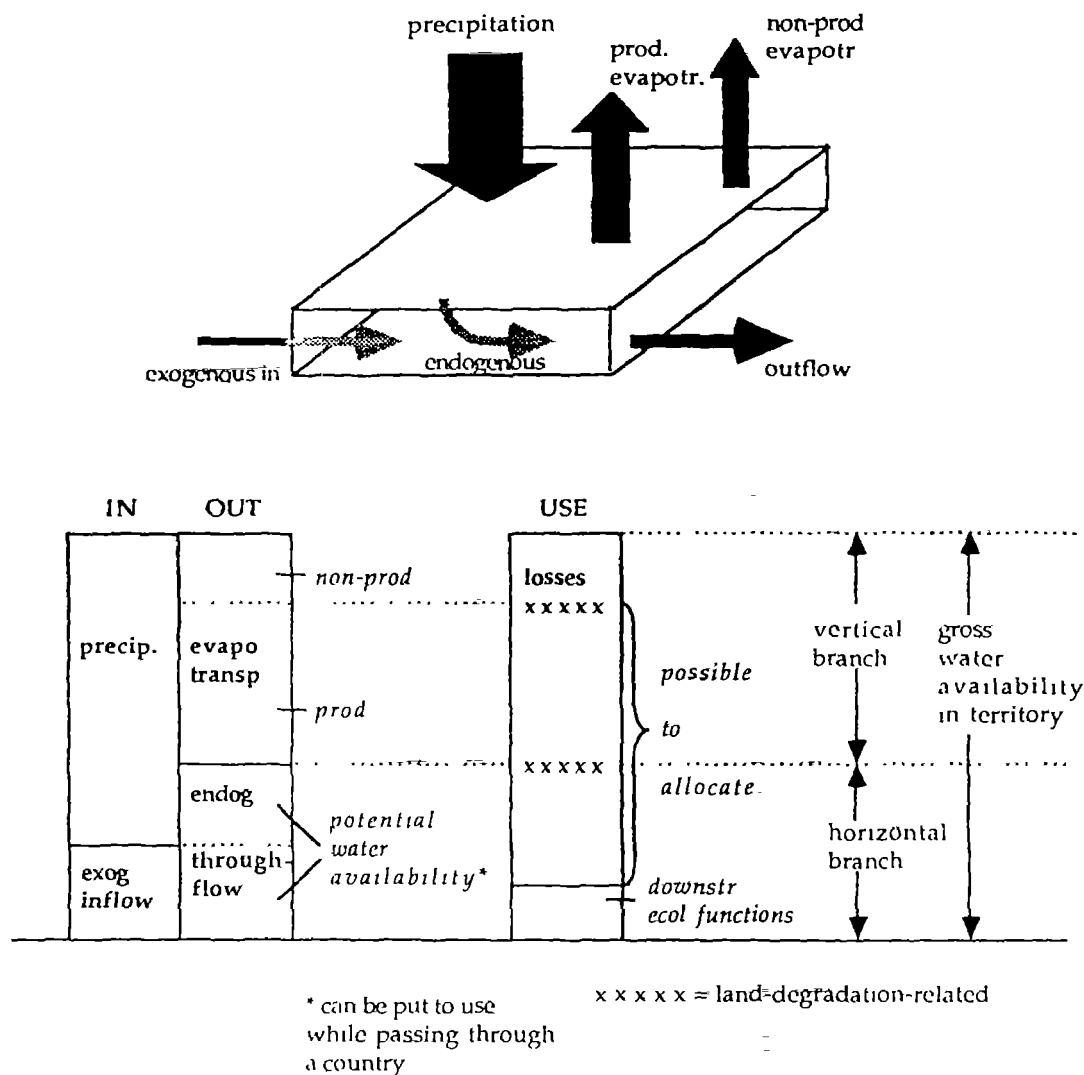 precipitation
prod.
evapotr.
non-prod
evapotr
exogenous in
endogenous
outflow
IN
OUT
USE
precip.
exog
inflow
evapo
transp
endog
through-
flow
non-prod
prod
potential
water
availability*
losses
x x x x x
x x x x x
possible
to
allocate
downstr
ecol functions
vertical
branch
horizontal
branch
gross
water
availability
in territory
* can be put to use
while passing through
a country
x x x x x = land-degradation-related